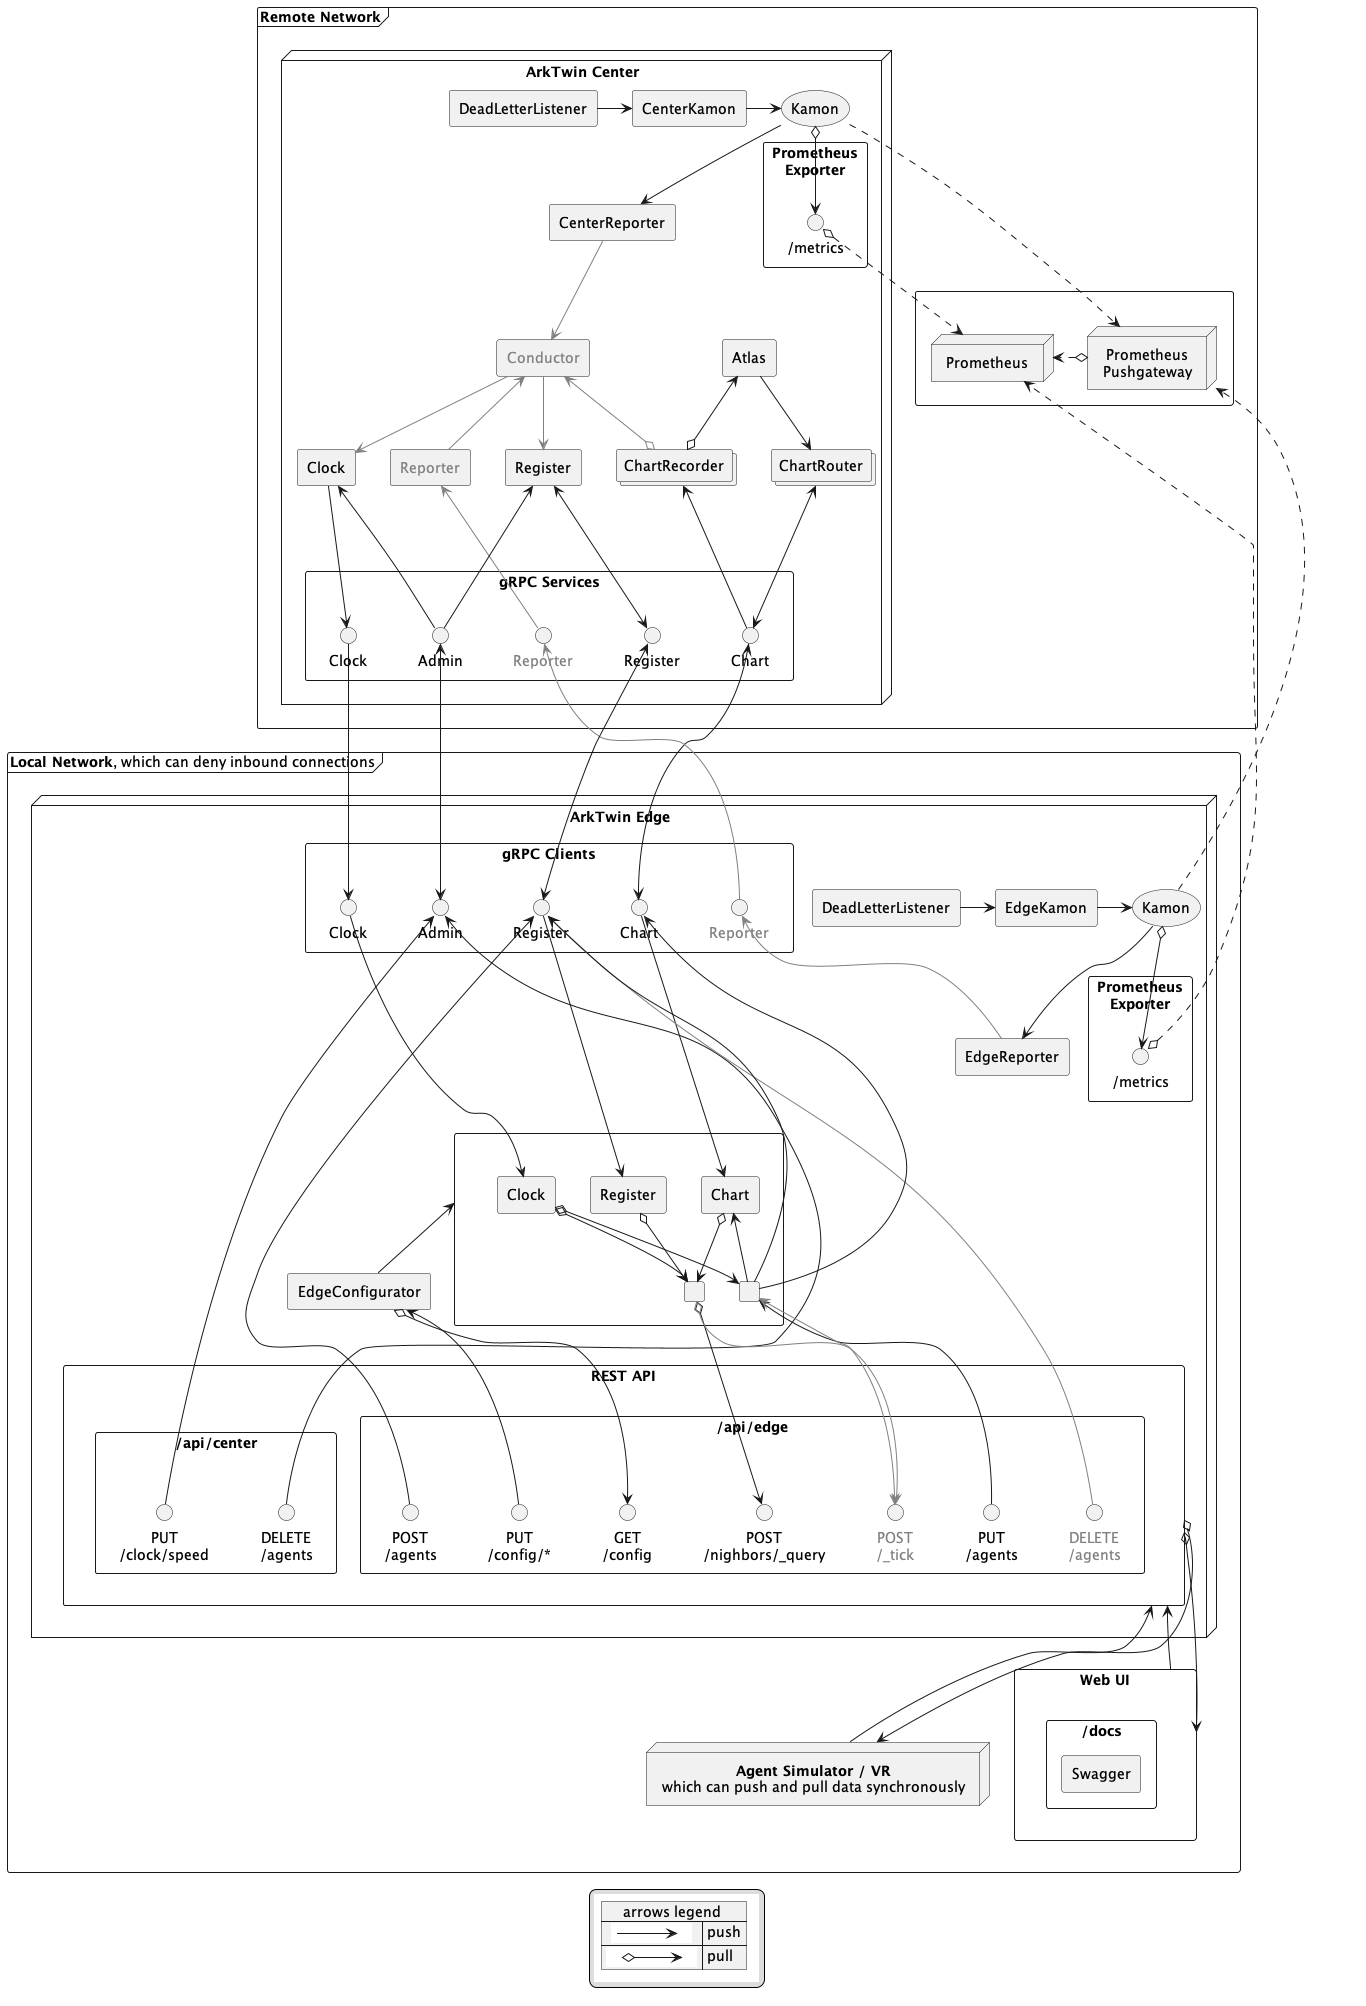 Remote Network
ArkTwin Center
DeadLetterListener
CenterKamon
Kamon
Prometheus
Exporter
/metrics
CenterReporter
Conductor
Atlas
Prometheus
Prometheus
Pushgateway
Clock
Reporter
Register
ChartRecorder
ChartRouter
gRPC Services
Clock
Admin
Reporter
Register
Chart
Local Network, which can deny inbound connections
ArkTwin Edge
gRPC Clients
Clock
Admin
Register
Chart
Reporter
DeadLetterListener
EdgeKamon
Kamon
Prometheus
Exporter
/metrics
EdgeReporter
Clock
Register
Chart
EdgeConfigurator
REST API
/api/center
PUT
/clock/speed
DELETE
/agents
/api/edge
POST
/agents
PUT
/config/*
GET
/config
POST
/neighbors/_query
POST
/_tick
PUT
/agents
DELETE
/agents
Web UI
/docs
Swagger
Agent Simulator / VR
which can push and pull data synchronously
arrows legend
push
pull